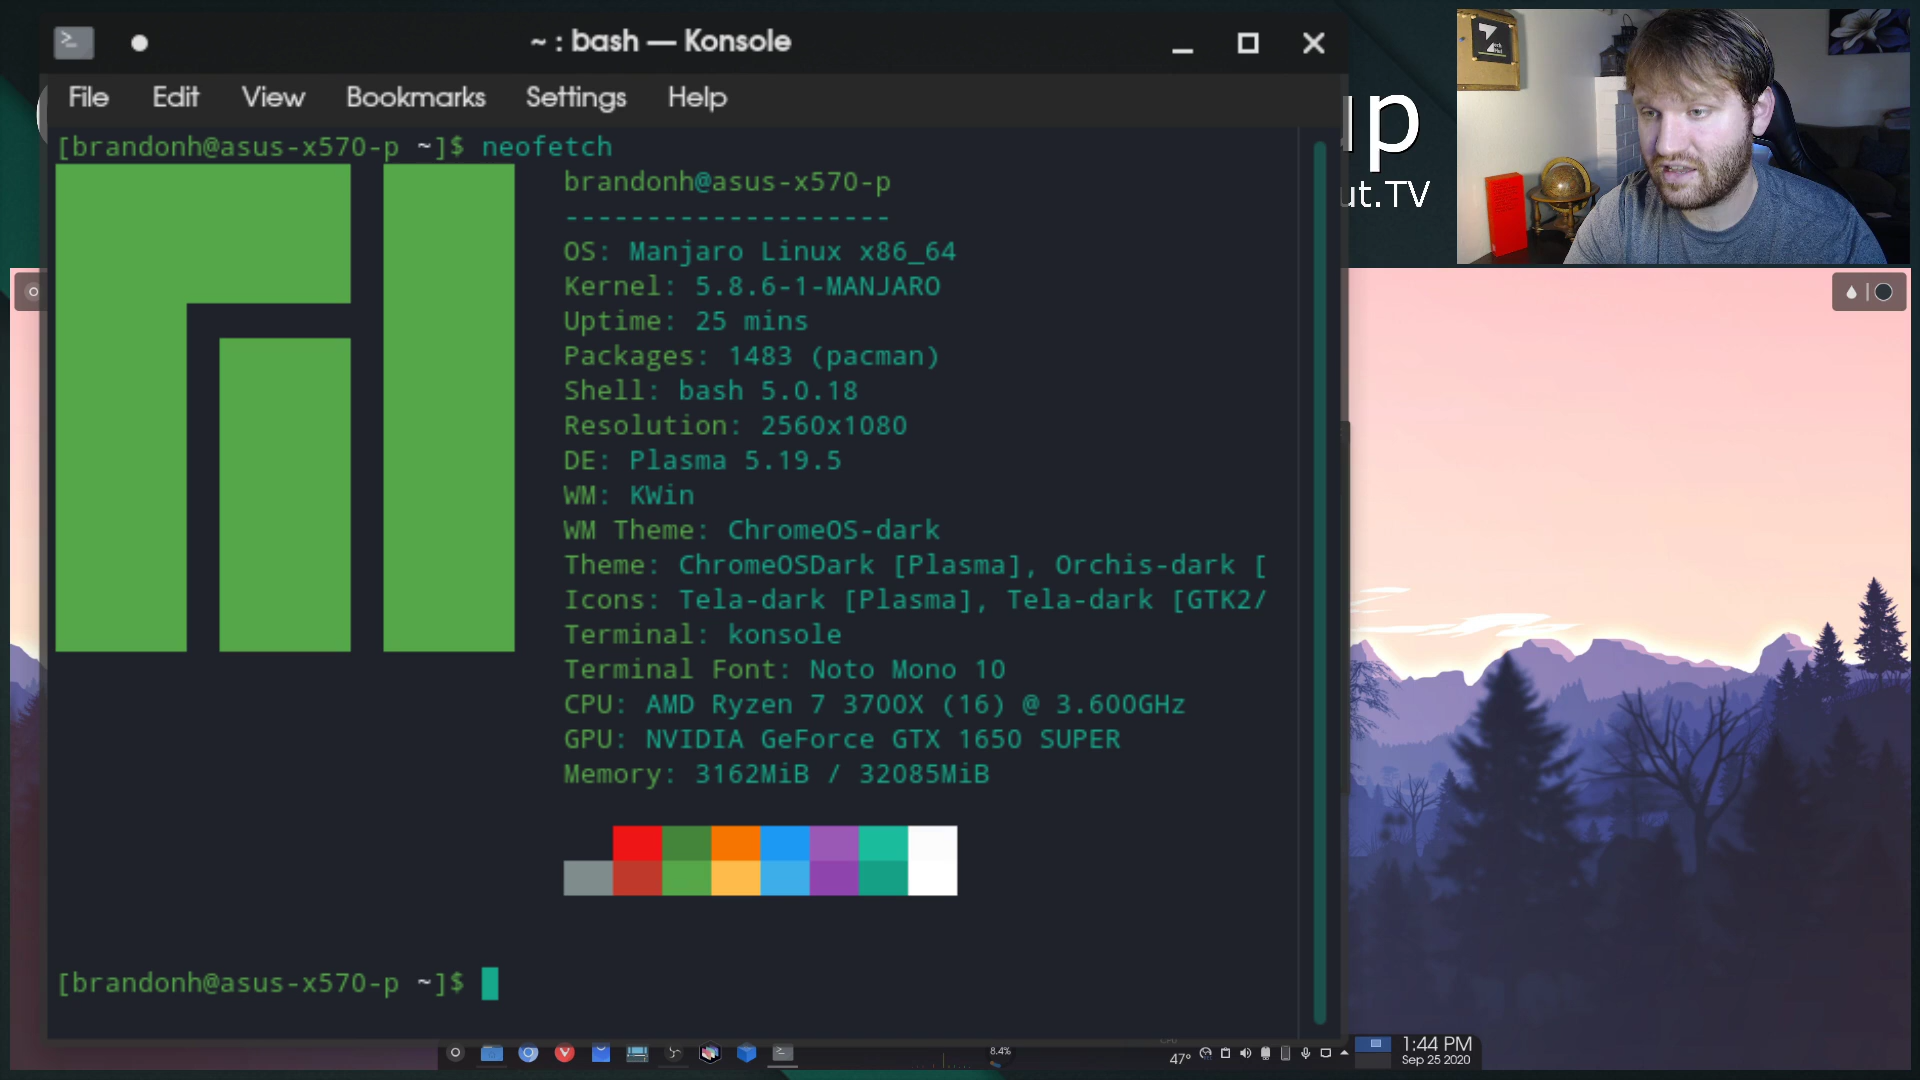 ~ : bash — Konsole
File Edit View Bookmarks Settings Help
[brandonh@asus-x570-p ~]$ neofetch
brandonh@asus-x570-p
--------------------
OS: Manjaro Linux x86_64
Kernel: 5.8.6-1-MANJARO
Uptime: 25 mins
Packages: 1483 (pacman)
Shell: bash 5.0.18
Resolution: 2560x1080
DE: Plasma 5.19.5
WM: KWin
WM Theme: ChromeOS-dark
Theme: ChromeOSDark [Plasma], Orchis-dark [
Icons: Tela-dark [Plasma], Tela-dark [GTK2/
Terminal: konsole
Terminal Font: Noto Mono 10
CPU: AMD Ryzen 7 3700X (16) @ 3.600GHz
GPU: NVIDIA GeForce GTX 1650 SUPER
Memory: 3162MiB / 32085MiB
[brandonh@asus-x570-p ~]$
up
ut.TV
8.4%
47°
1:44 PM
Sep 25 2020